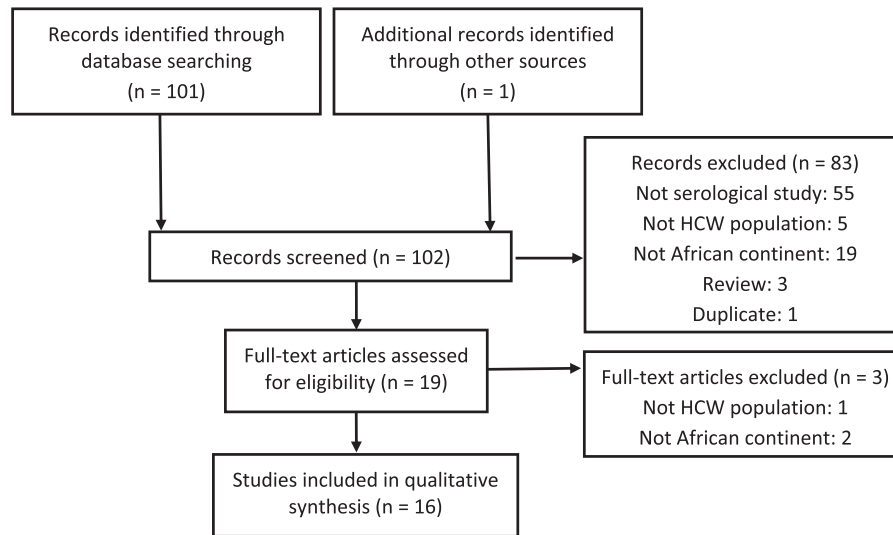 Records identified through
database searching
(n = 101)
Additional records identified
through other sources
(n = 1)
Records excluded (n = 83)
Not serological study: 55
Not HCW population: 5
Not African continent: 19
Review: 3
Duplicate: 1
Records screened (n = 102)
Full-text articles assessed
for eligibility (n = 19)
Full-text articles excluded (n = 3)
Not HCW population: 1
Not African continent: 2
Studies included in qualitative
synthesis (n = 16)